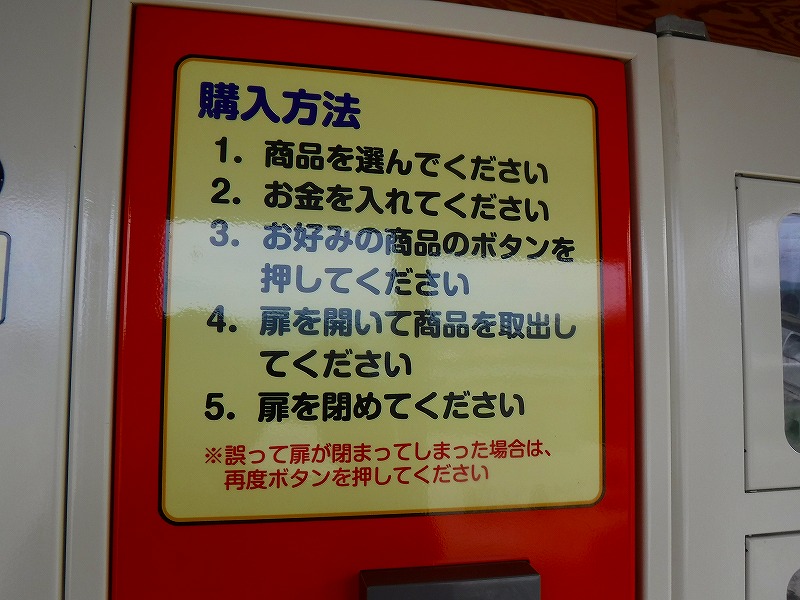 購入方法
1. 商品を選んでください
2. お金を入れてください
3. お好みの商品のボタンを
押してください
4. 扉を開いて商品を取出し
てください
5. 扉を閉めてください
※誤って扉が閉まってしまった場合は、
再度ボタンを押してください